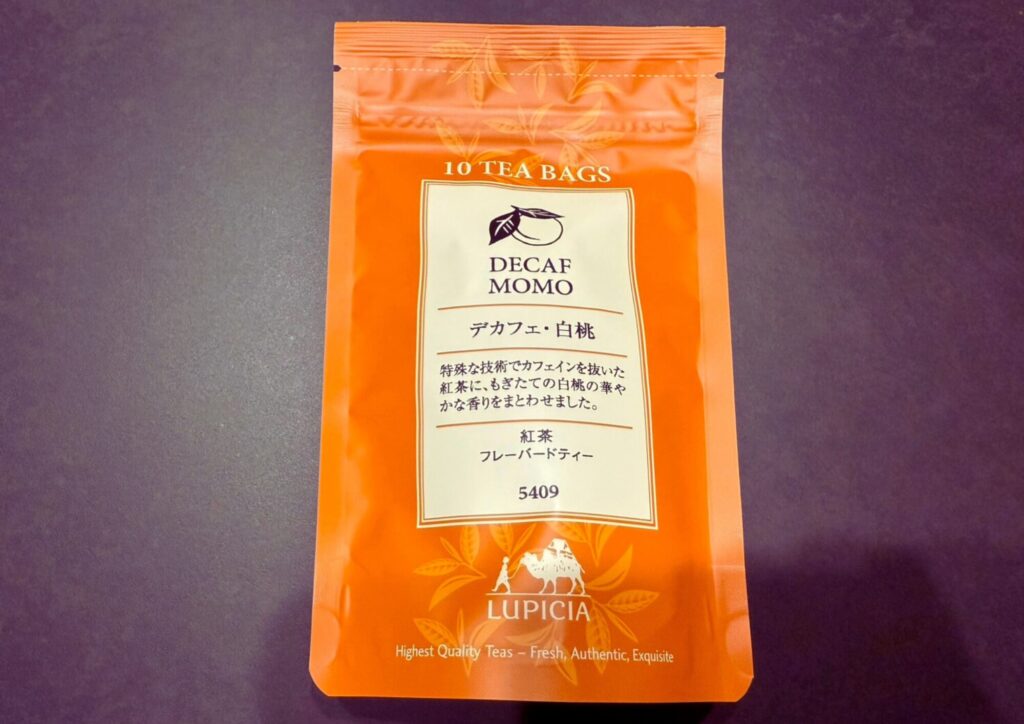 10 TEA BAGS
DECAF
MOMO
デカフェ・白桃
特殊な技術でカフェインを抜いた
紅茶に、もぎたての白桃の華や
かな香りをまとわせました。
紅茶
フレーバードティー
5409
LUPICIA
Highest Quality Teas – Fresh, Authentic, Exquisite